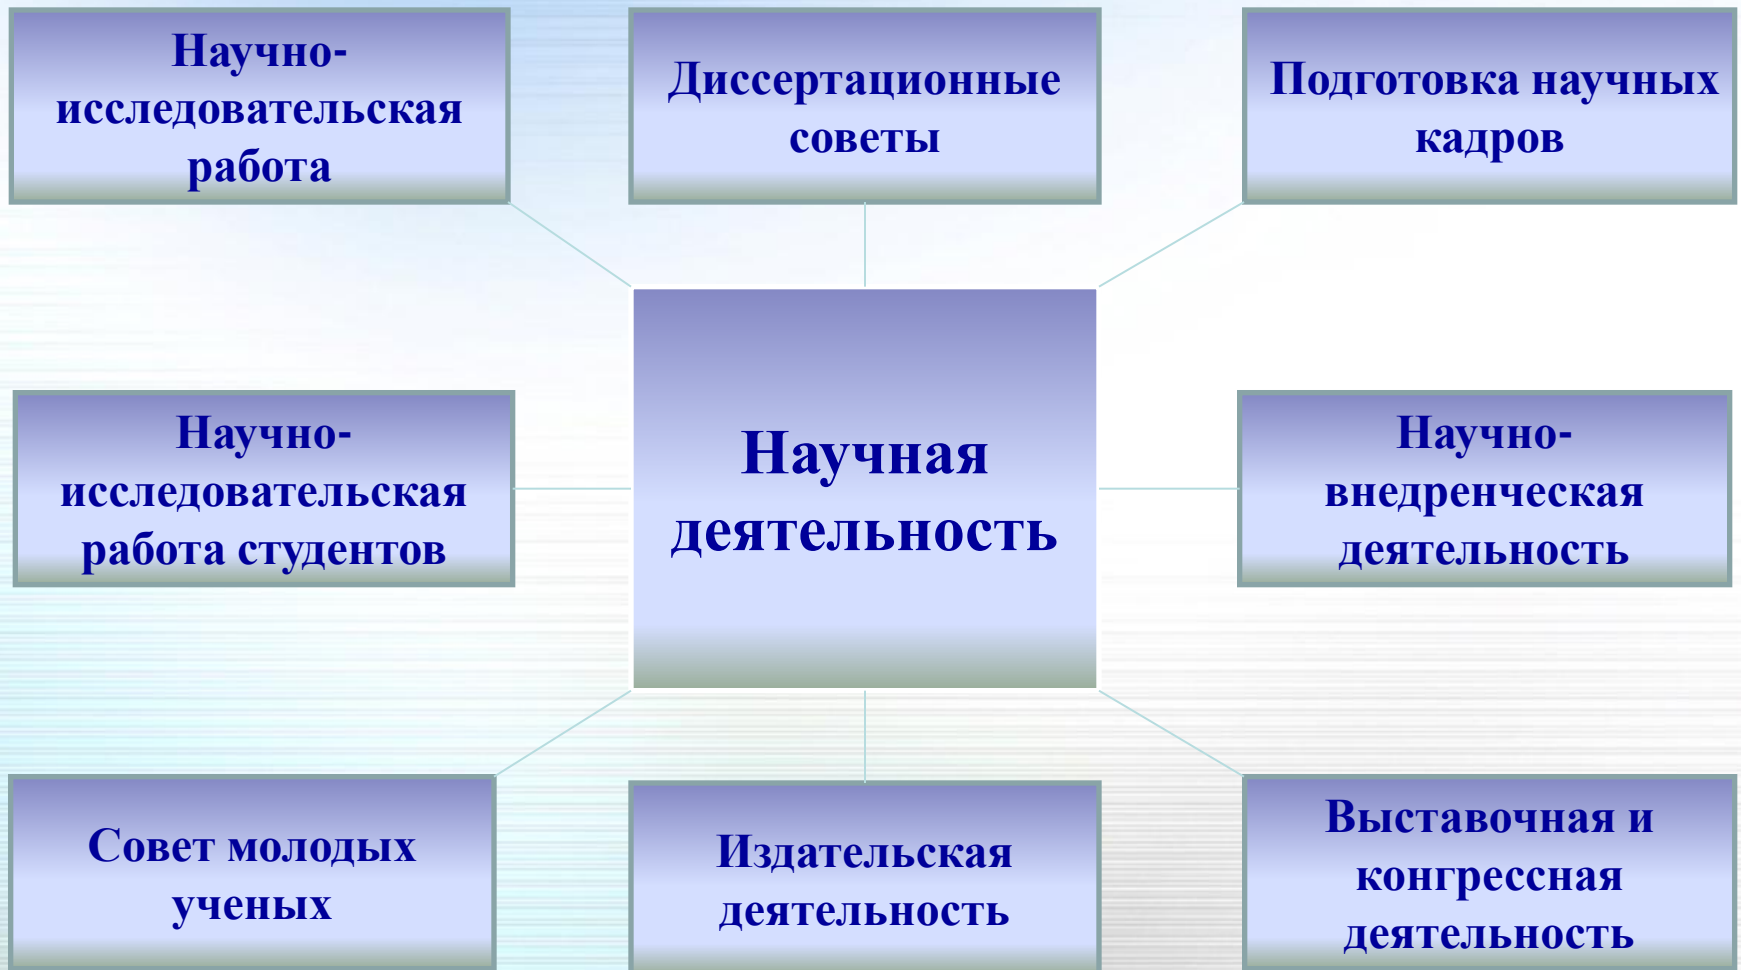 Научно-
исследовательская
работа
Диссертационные
советы
Подготовка научных
кадров
Научно-
исследовательская
работа студентов
Научная
деятельность
Научно-
внедренческая
деятельность
Совет молодых
ученых
Издательская
деятельность
Выставочная и
конгрессная
деятельность